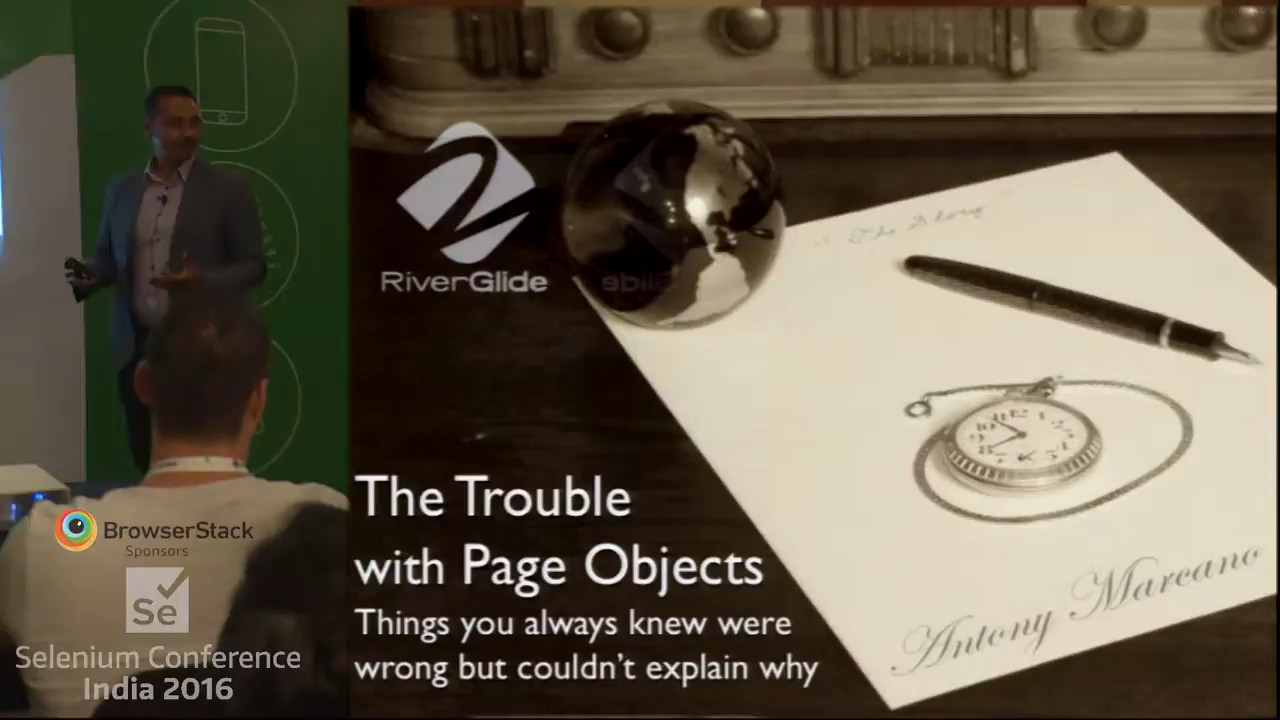 RiverGlide
The Trouble
with Page Objects
Things you always knew were
wrong but couldn't explain why
Antony Marcano
BrowserStack
Sponsors
Se
Selenium Conference
India 2016